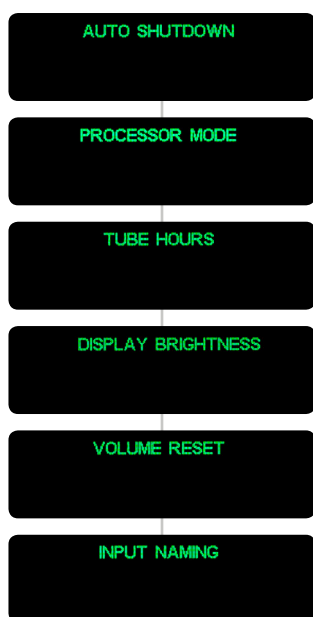 AUTO SHUTDOWN
PROCESSOR MODE
TUBE HOURS
DISPLAY BRIGHTNESS
VOLUME RESET
INPUT NAMING